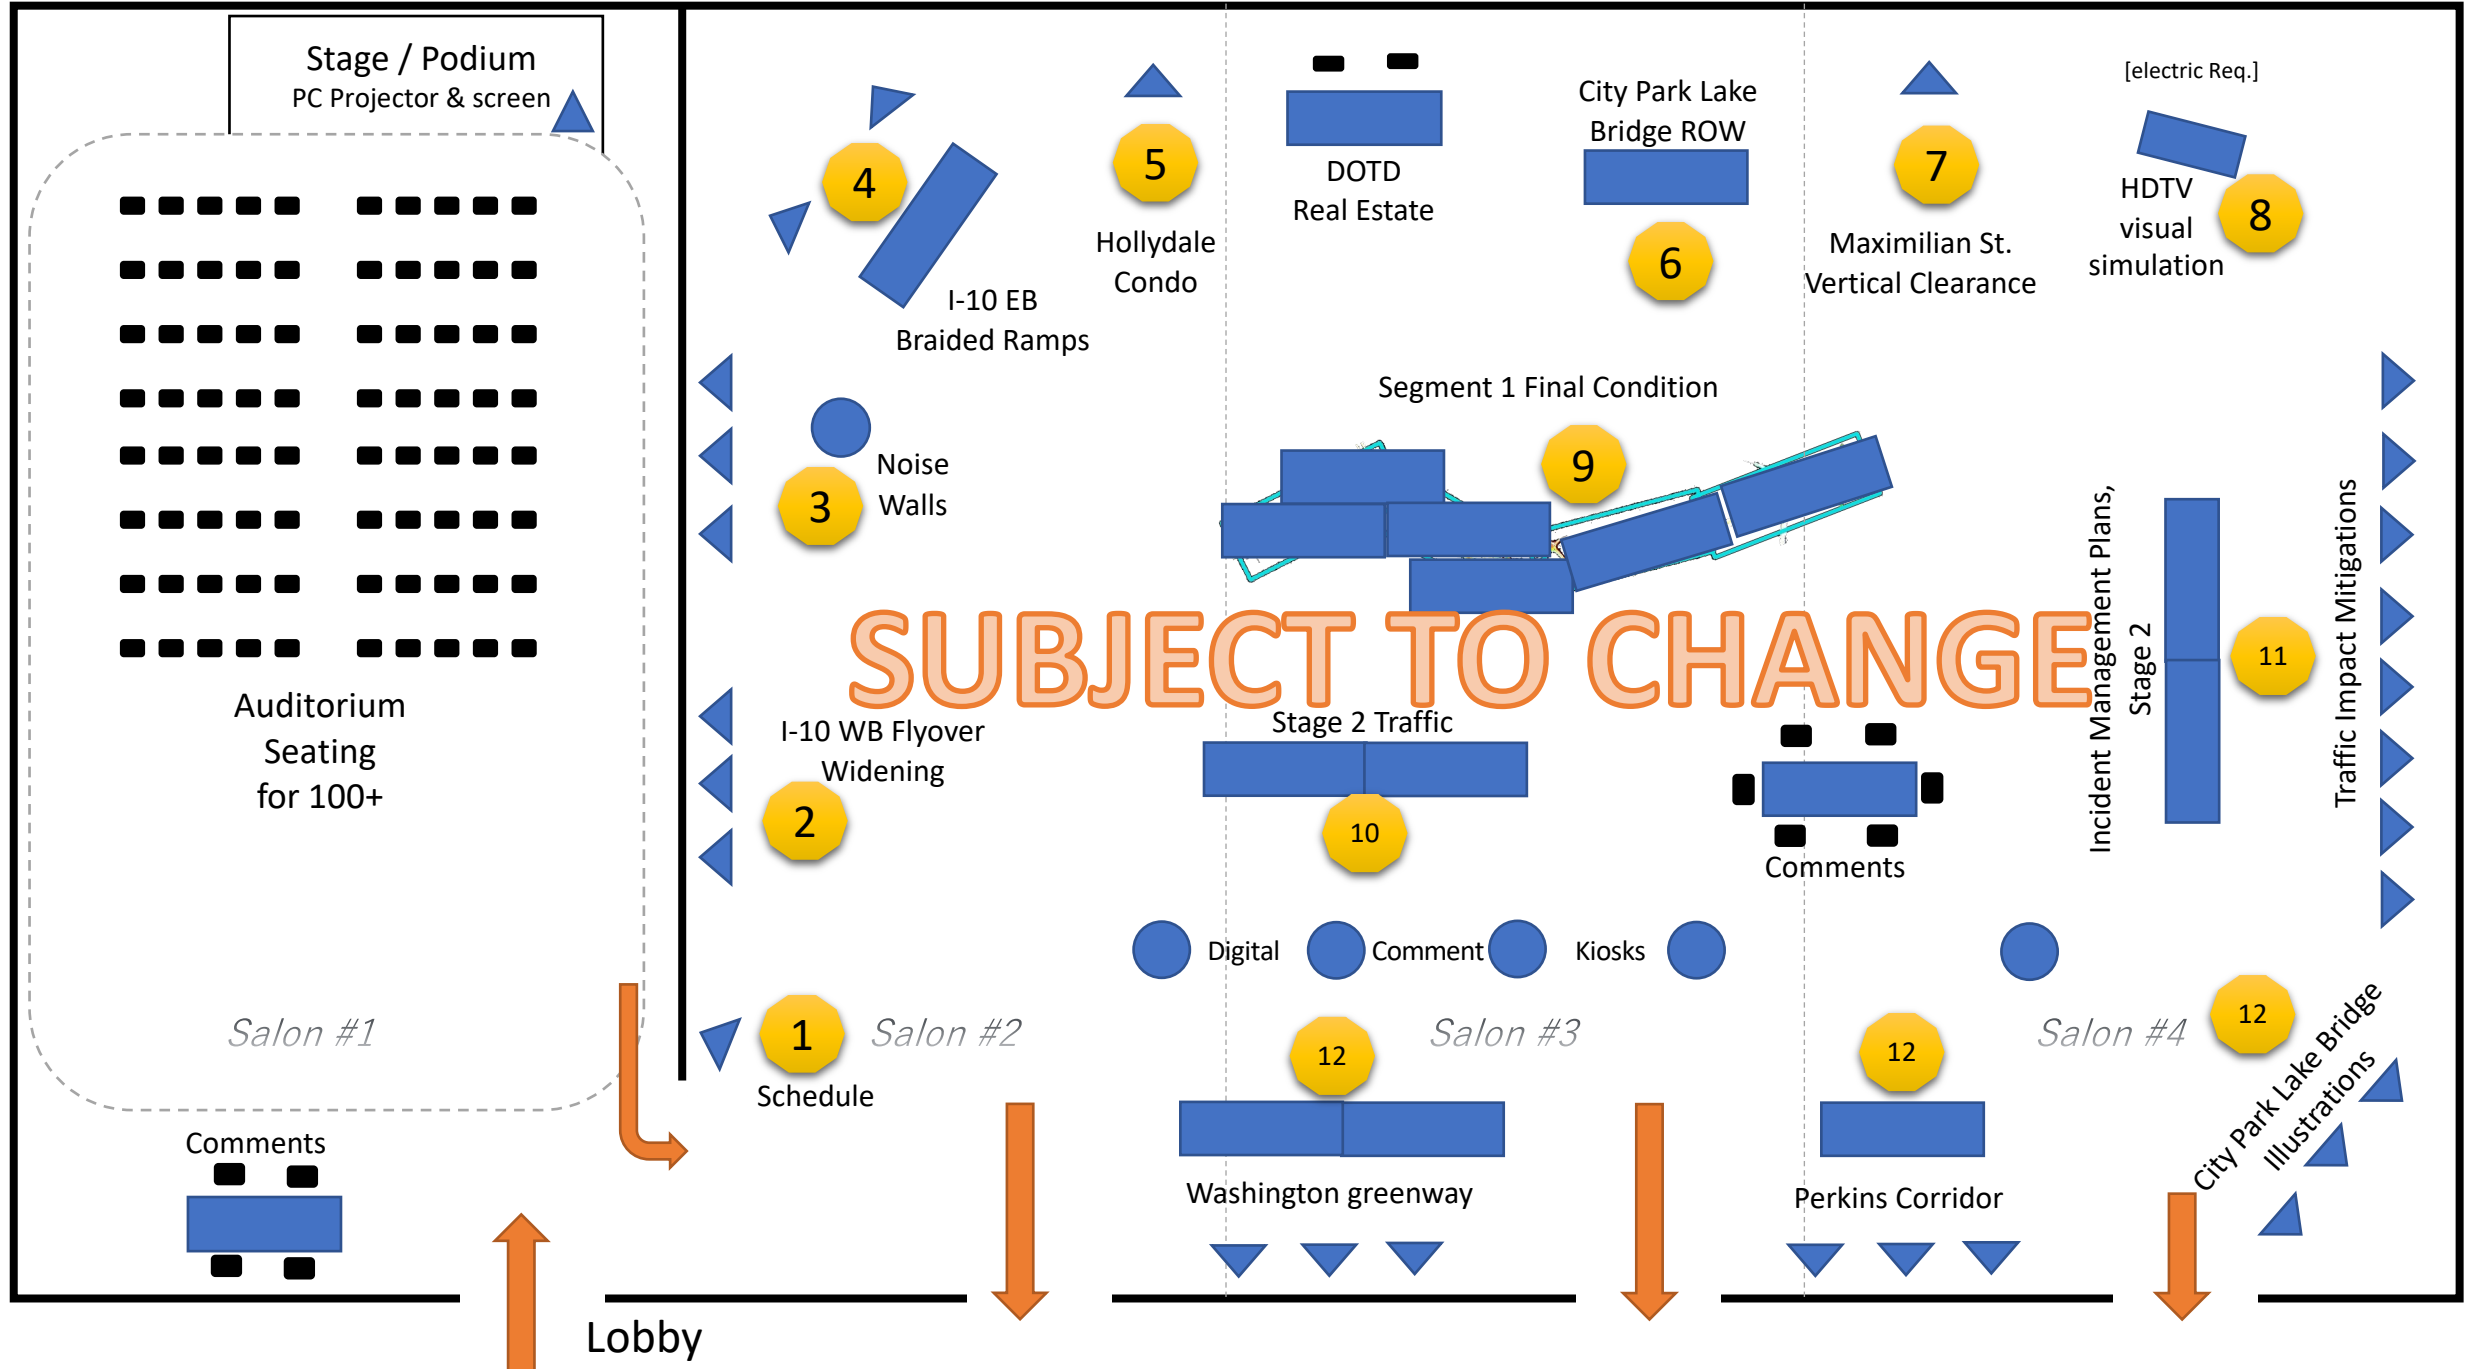 Stage / Podium
PC Projector & screen
Auditorium
Seating
for 100+
Salon #1
Comments
Lobby
4
I-10 EB
Braided Ramps
5
Hollydale
Condo
DOTD
Real Estate
City Park Lake
Bridge ROW
6
7
Maximilian St.
Vertical Clearance
[electric Req.]
HDTV
visual
simulation
8
3
Noise
Walls
Segment 1 Final Condition
9
SUBJECT TO CHANGE
I-10 WB Flyover
Widening
2
Stage 2 Traffic
10
Comments
Incident Management Plans,
Stage 2
11
Traffic Impact Mitigations
Digital
Comment
Kiosks
1
Schedule
Salon #2
12
Salon #3
Washington greenway
12
Perkins Corridor
Salon #4
12
City Park Lake Bridge
Illustrations